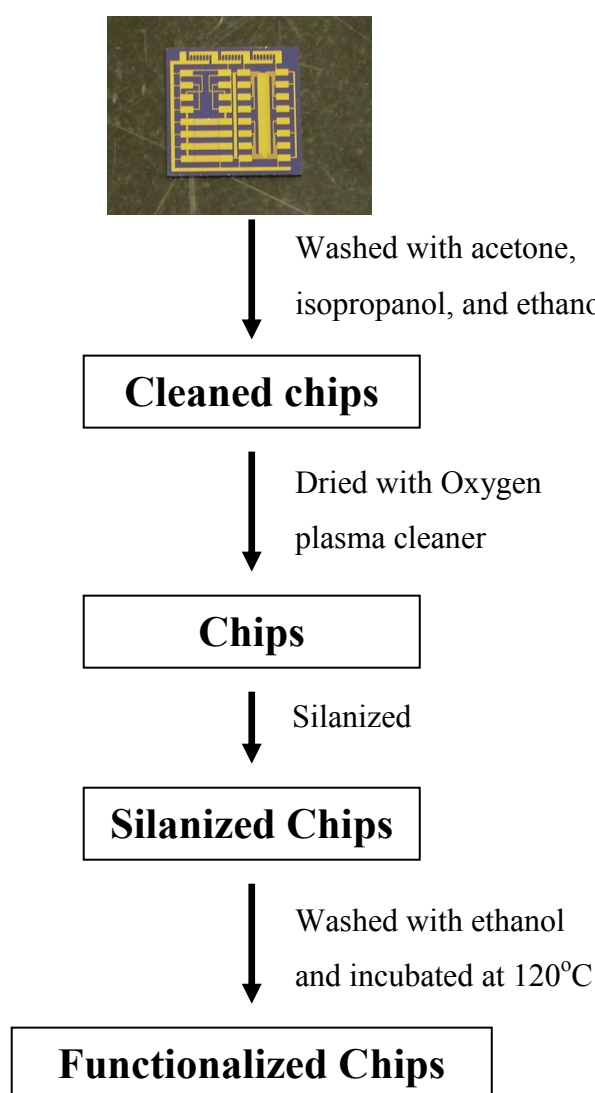 Washed with acetone,
isopropanol, and ethano
Cleaned chips
Dried with Oxygen
plasma cleaner
Chips
Silanized
Silanized Chips
Washed with ethanol
and incubated at 120°C
Functionalized Chips